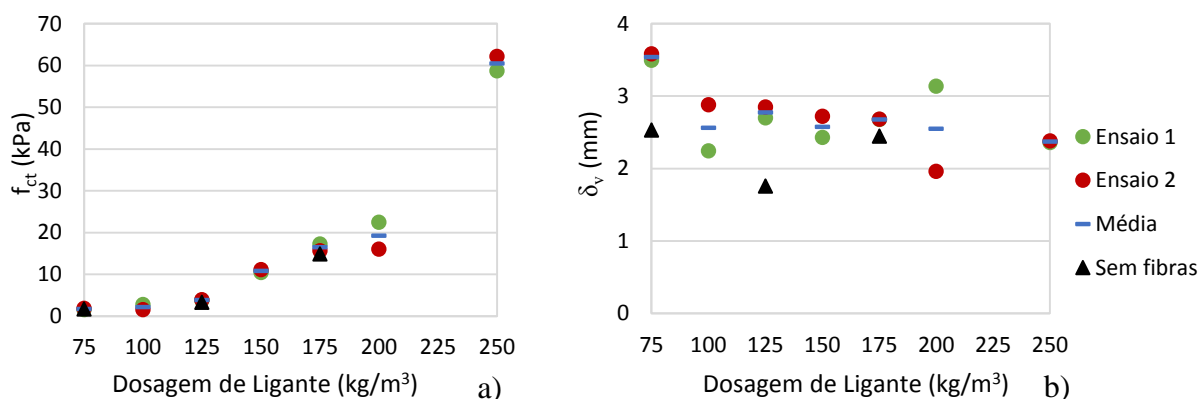 70
60
50
40
30
20
10
0
f_ct (kPa)
75 100 125 150 175 200 225 250
Dosagem de Ligante (kg/m³)
a)
4
3
2
1
0
δ_v (mm)
75 100 125 150 175 200 225 250
Dosagem de Ligante (kg/m³)
b)
Ensaio 1
Ensaio 2
Média
Sem fibras